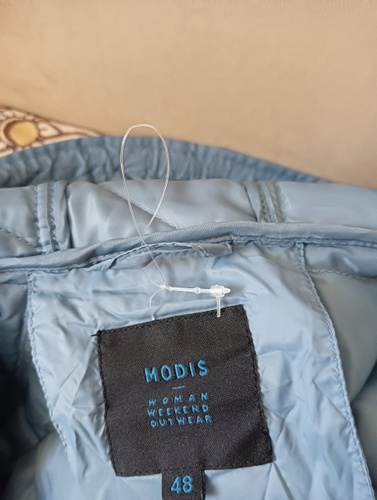 MODIS
WOMAN
WEEKEND
OUTWEAR
48